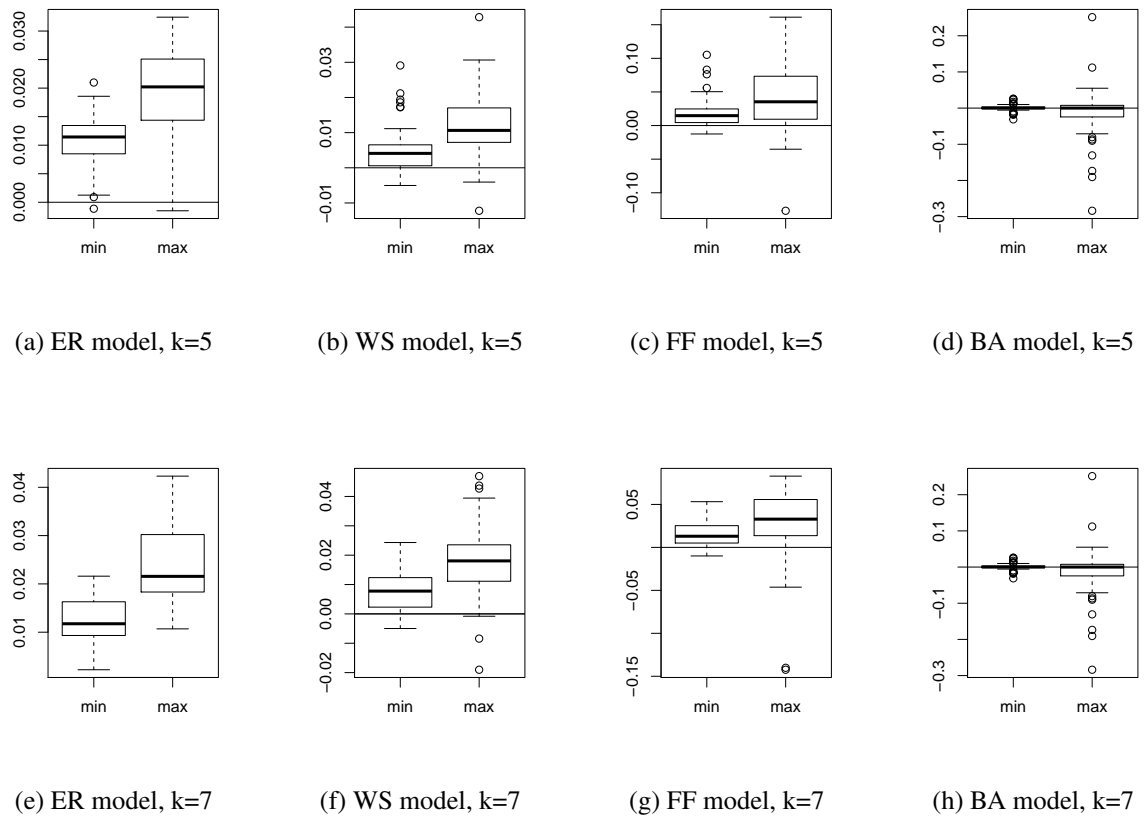 0.000 0.010 0.020 0.030
min max
(a) ER model, k=5
−0.01 0.01 0.03
min max
(b) WS model, k=5
−0.10 0.00 0.10
min max
(c) FF model, k=5
−0.3 −0.1 0.1 0.2
min max
(d) BA model, k=5
0.01 0.02 0.03 0.04
min max
(e) ER model, k=7
−0.02 0.00 0.02 0.04
min max
(f) WS model, k=7
−0.15 −0.05 0.05
min max
(g) FF model, k=7
−0.3 −0.1 0.1 0.2
min max
(h) BA model, k=7